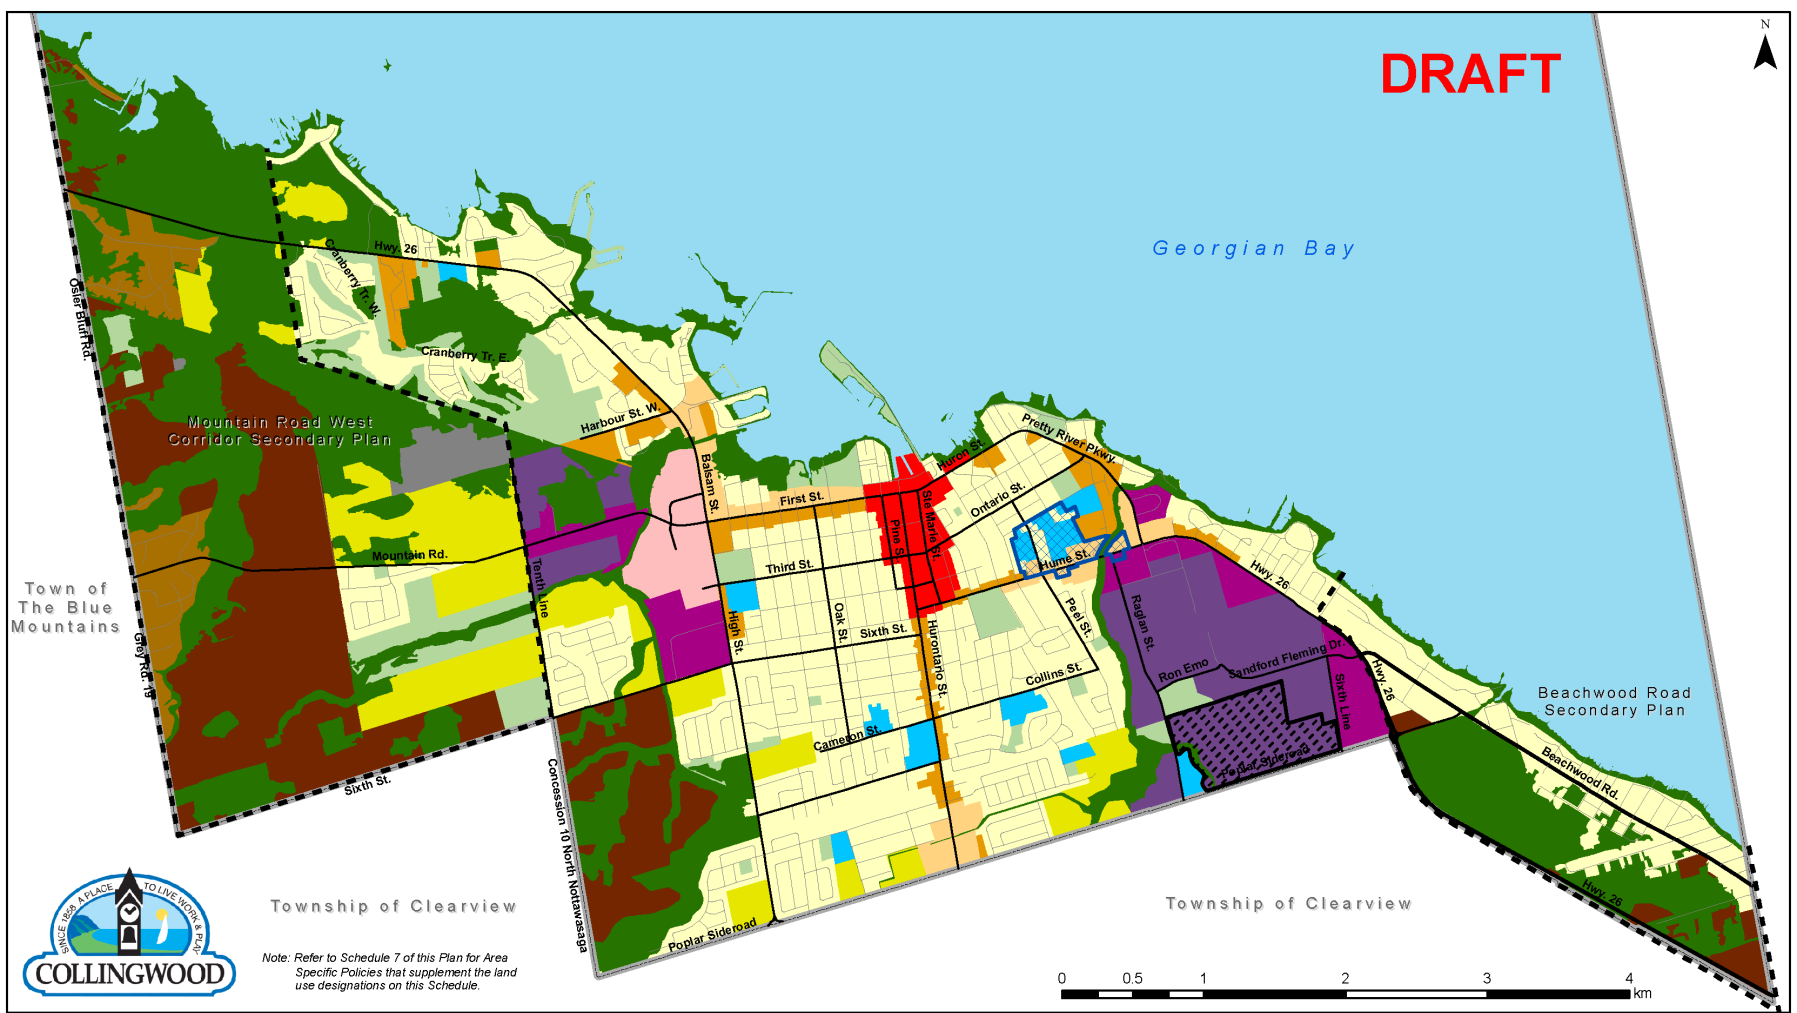 N
DRAFT
Georgian Bay
Hwy. 26
Cranberry Tr. W.
Osler Bluff Rd.
Cranberry Tr. E.
Harbour St. W.
Mountain Road West
Corridor Secondary Plan
Balsam St.
First St.
Huron St.
Pretty River Pkwy.
Ontario St.
Ste Marie St.
Pine St.
Mountain Rd.
Third St.
Hume St.
Hwy. 26
Tenth Line
Town of
The Blue
Mountains
High St.
Oak St.
Sixth St.
Peel St.
Raglan St.
Hurontario St.
Collins St.
Ron Emo
Sandford Fleming Dr.
Grey Rd. 19
Sixth Line
Hwy. 26
Beachwood Road
Secondary Plan
Cameron St.
Poplar Sideroad
Beachwood Rd.
Sixth St.
Concession 10 North Nottawasaga
Hwy. 26
Township of Clearview
Township of Clearview
Poplar Sideroad
SINCE 1858 A PLACE TO LIVE WORK & PLAY
COLLINGWOOD
Note: Refer to Schedule 7 of this Plan for Area
Specific Policies that supplement the land
use designations on this Schedule.
0 0.5 1 2 3 4
km